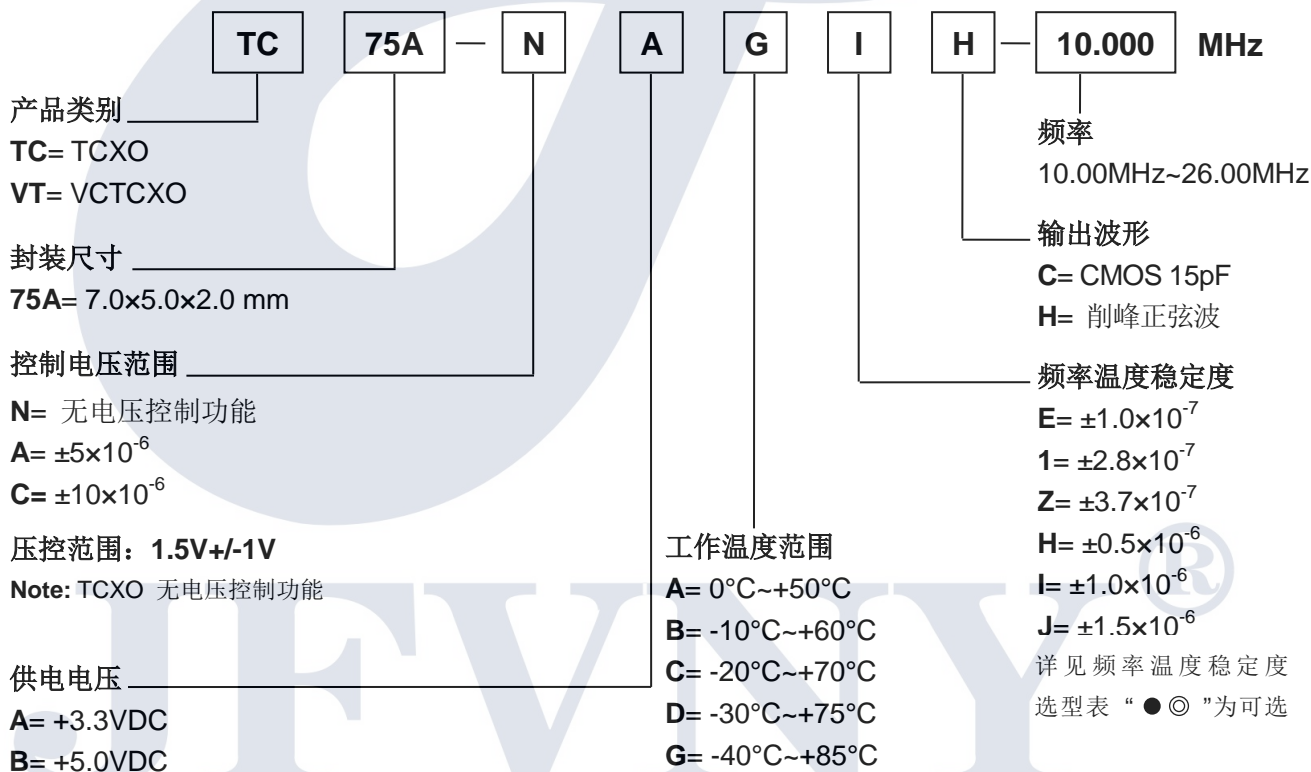 TC 75A — N A G I H — 10.000 MHz
产品类别
TC= TCXO
VT= VCTCXO
封装尺寸
75A= 7.0×5.0×2.0 mm
控制电压范围
N= 无电压控制功能
A= ±5×10⁻⁶
C= ±10×10⁻⁶
压控范围：1.5V+/-1V
Note: TCXO 无电压控制功能
供电电压
A= +3.3VDC
B= +5.0VDC
工作温度范围
A= 0°C~+50°C
B= -10°C~+60°C
C= -20°C~+70°C
D= -30°C~+75°C
G= -40°C~+85°C
频率
10.00MHz~26.00MHz
输出波形
C= CMOS 15pF
H= 削峰正弦波
频率温度稳定度
E= ±1.0×10⁻⁷
1= ±2.8×10⁻⁷
Z= ±3.7×10⁻⁷
H= ±0.5×10⁻⁶
I= ±1.0×10⁻⁶
J= ±1.5×10⁻⁶
详见频率温度稳定度
选型表 “ ●◎ ”为可选
JFVNY®